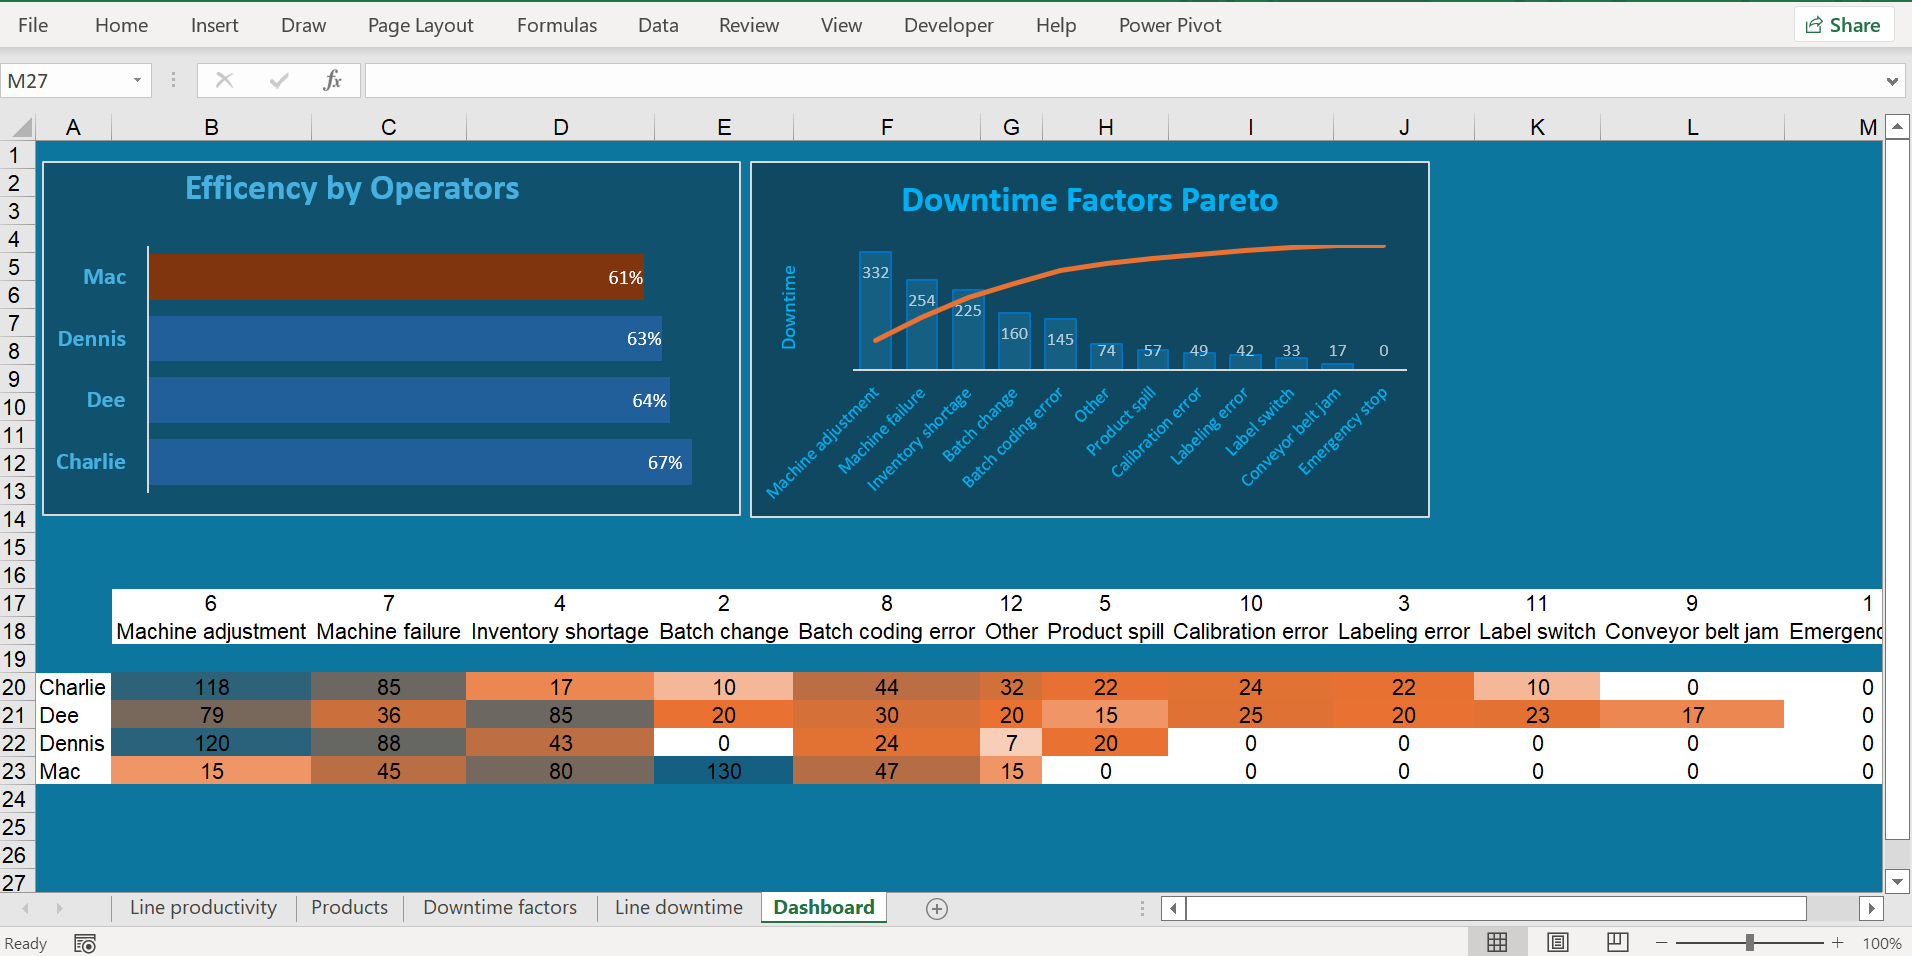 File Home Insert Draw Page Layout Formulas Data Review View Developer Help Power Pivot Share
M27 fx
A B C D E F G H I J K L M
1
2
3
4
5
6
7
8
9
10
11
12
13
14
15
16
17
18
19
20
21
22
23
24
25
26
27
Efficency by Operators
Mac 61%
Dennis 63%
Dee 64%
Charlie 67%
Downtime Factors Pareto
Downtime
332 254 225 160 145 74 57 49 42 33 17 0
Machine adjustment
Machine failure
Inventory shortage
Batch change
Batch coding error
Other
Product spill
Calibration error
Labeling error
Label switch
Conveyor belt jam
Emergency stop
6 7 4 2 8 12 5 10 3 11 9 1
Machine adjustment Machine failure Inventory shortage Batch change Batch coding error Other Product spill Calibration error Labeling error Label switch Conveyor belt jam Emergenc
Charlie 118 85 17 10 44 32 22 24 22 10 0 0
Dee 79 36 85 20 30 20 15 25 20 23 17 0
Dennis 120 88 43 0 24 7 20 0 0 0 0 0
Mac 15 45 80 130 47 15 0 0 0 0 0 0
Line productivity Products Downtime factors Line downtime Dashboard
Ready 100%